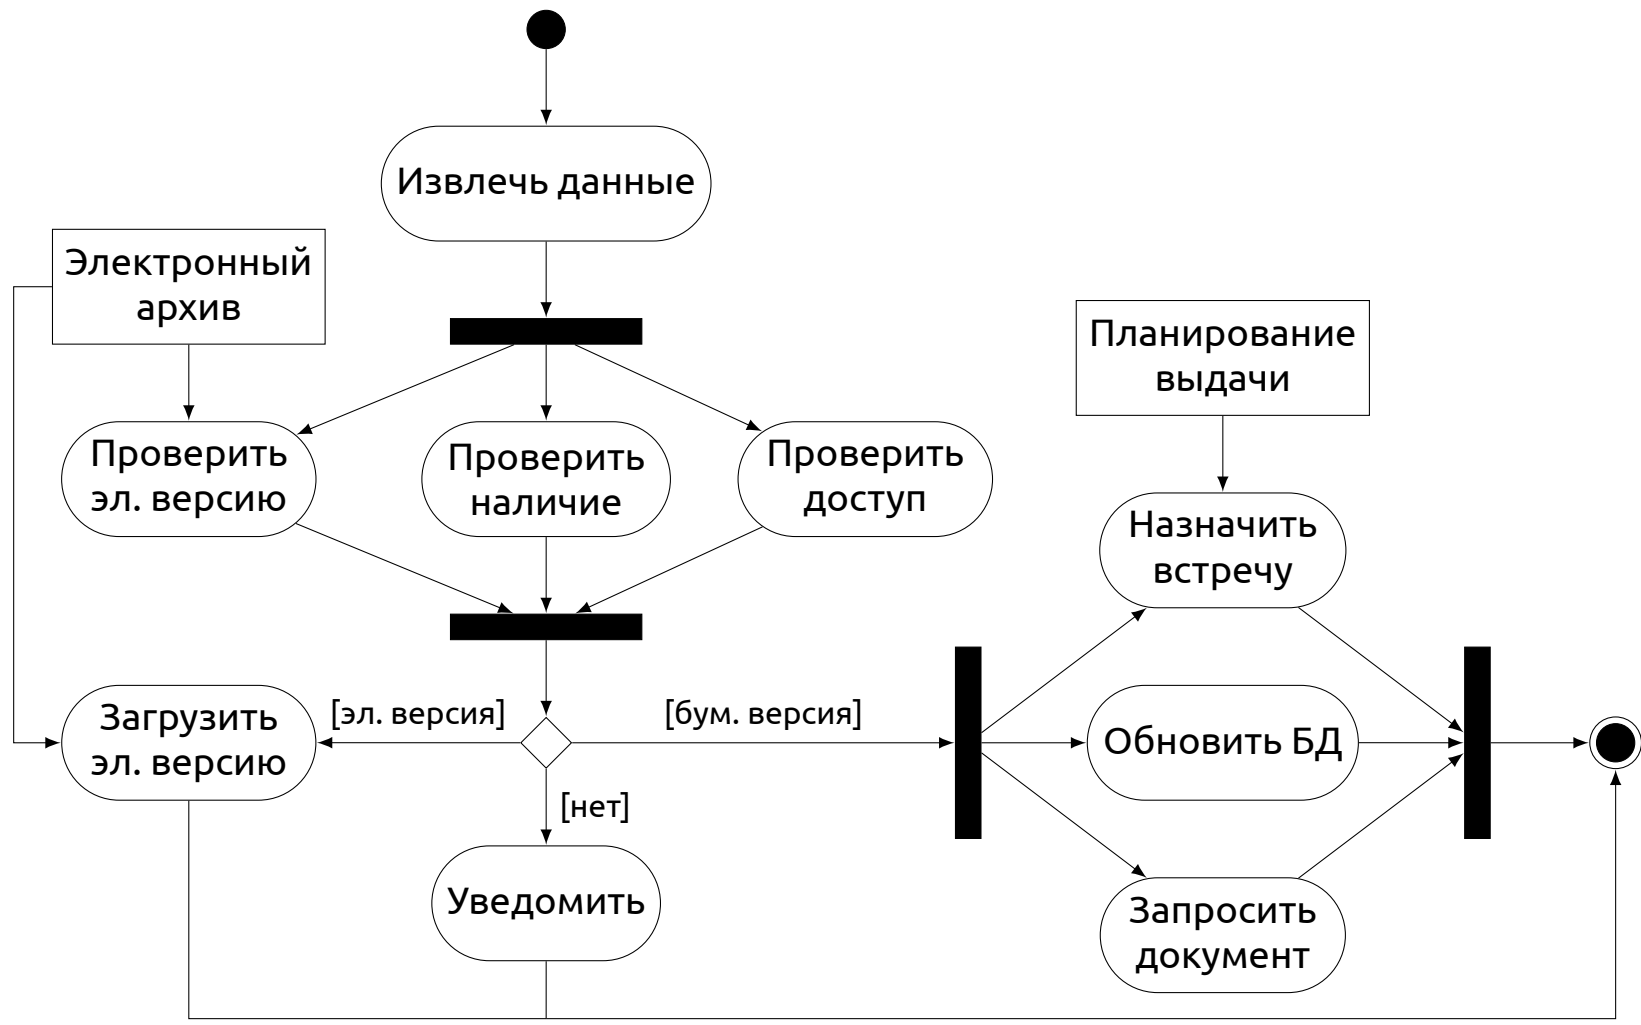 Извлечь данные
Электронный
архив
Планирование
выдачи
Проверить
эл. версию
Проверить
наличие
Проверить
доступ
Назначить
встречу
Загрузить
эл. версию
[эл. версия]
[бум. версия]
Обновить БД
[нет]
Уведомить
Запросить
документ